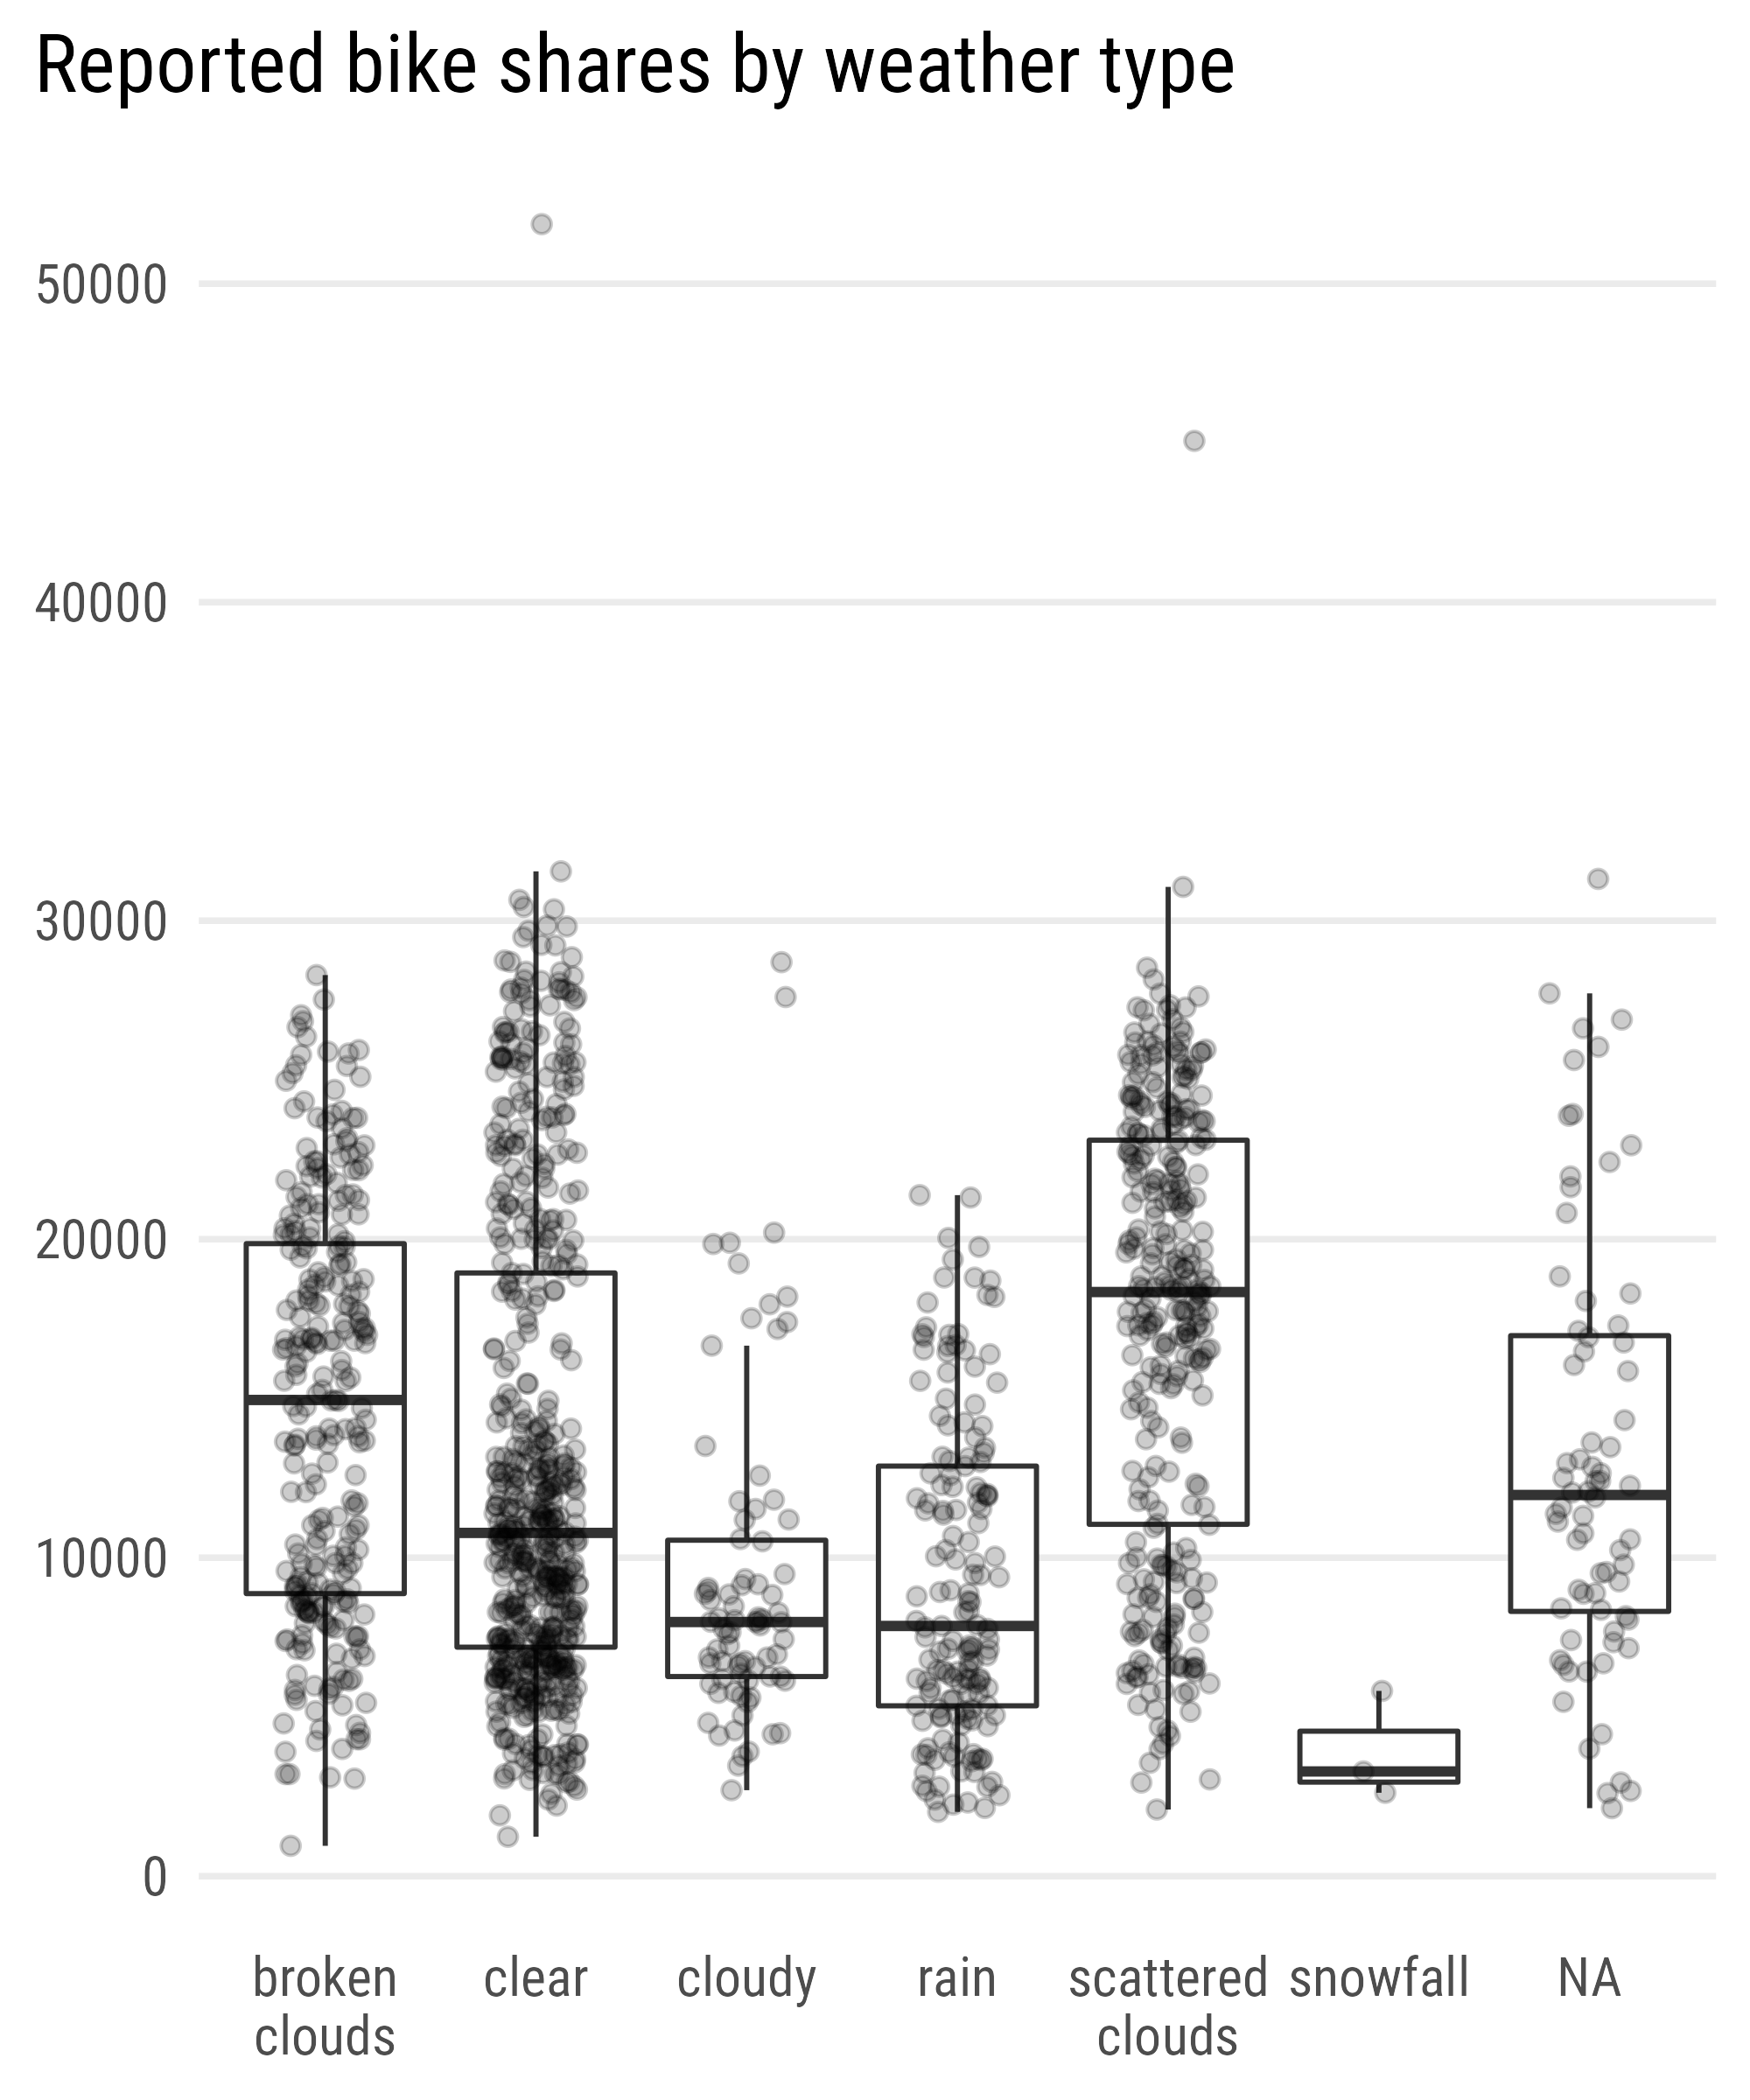 Reported bike shares by weather type
50000
40000
30000
20000
10000
0
broken clouds
clear
cloudy
rain
scattered clouds
snowfall
NA